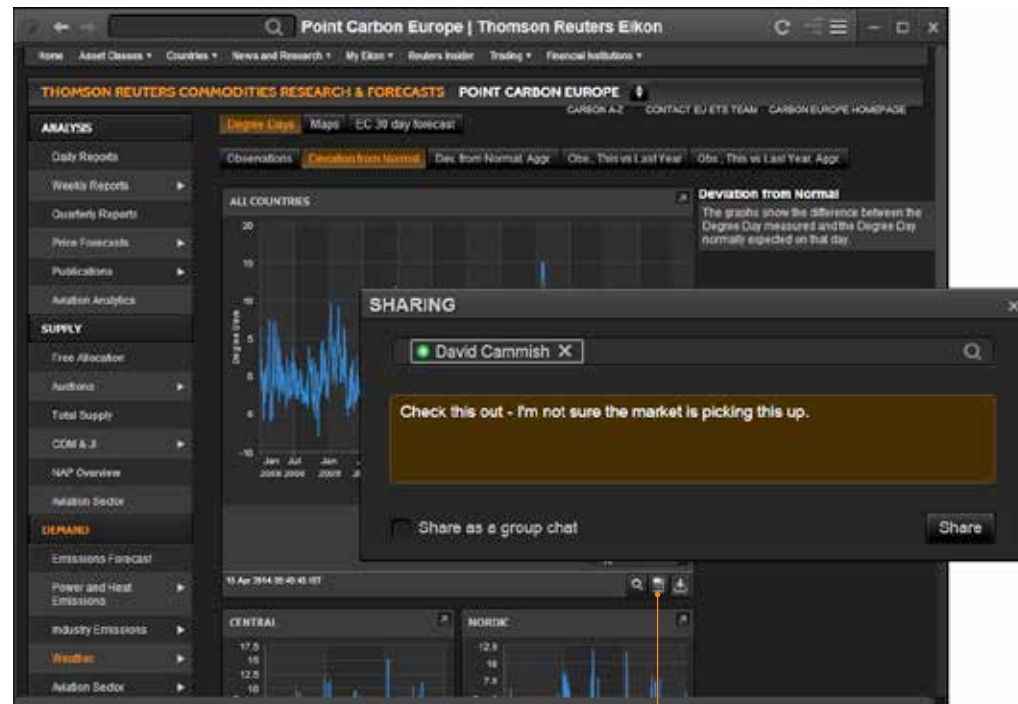 Point Carbon Europe | Thomson Reuters Eikon
Home Asset Classes Countries News and Research My Eikon Reuters Insider Trading Financial Institutions
THOMSON REUTERS COMMODITIES RESEARCH & FORECASTS POINT CARBON EUROPE
CARBON A-Z CONTACT EU ETS TEAM CARBON EUROPE HOMEPAGE
ANALYSIS
Daily Reports
Weekly Reports
Quarterly Reports
Price Forecasts
Publications
Aviation Analytics
SUPPLY
Free Allocation
Auctions
Total Supply
CDM & JI
NAP Overview
Aviation Sector
DEMAND
Emissions Forecast
Power and Heat
Emissions
Industry Emissions
Weather
Aviation Sector
Degree Days Maps EC 30 day forecast
Observations Deviation from Normal Dev. from Normal Aggr Obs., This vs Last Year Obs., This vs Last Year, Aggr.
ALL COUNTRIES
20
15
10
5
0
-10
Degree Days
Jan Jul Jan
2008 2008 2009
Deviation from Normal
The graphs show the difference between the
Degree Day measured and the Degree Day
normally expected on that day.
SHARING
David Cammish
Check this out - I'm not sure the market is picking this up.
Share as a group chat
Share
CENTRAL
17.5
15
12.5
10
NORDIC